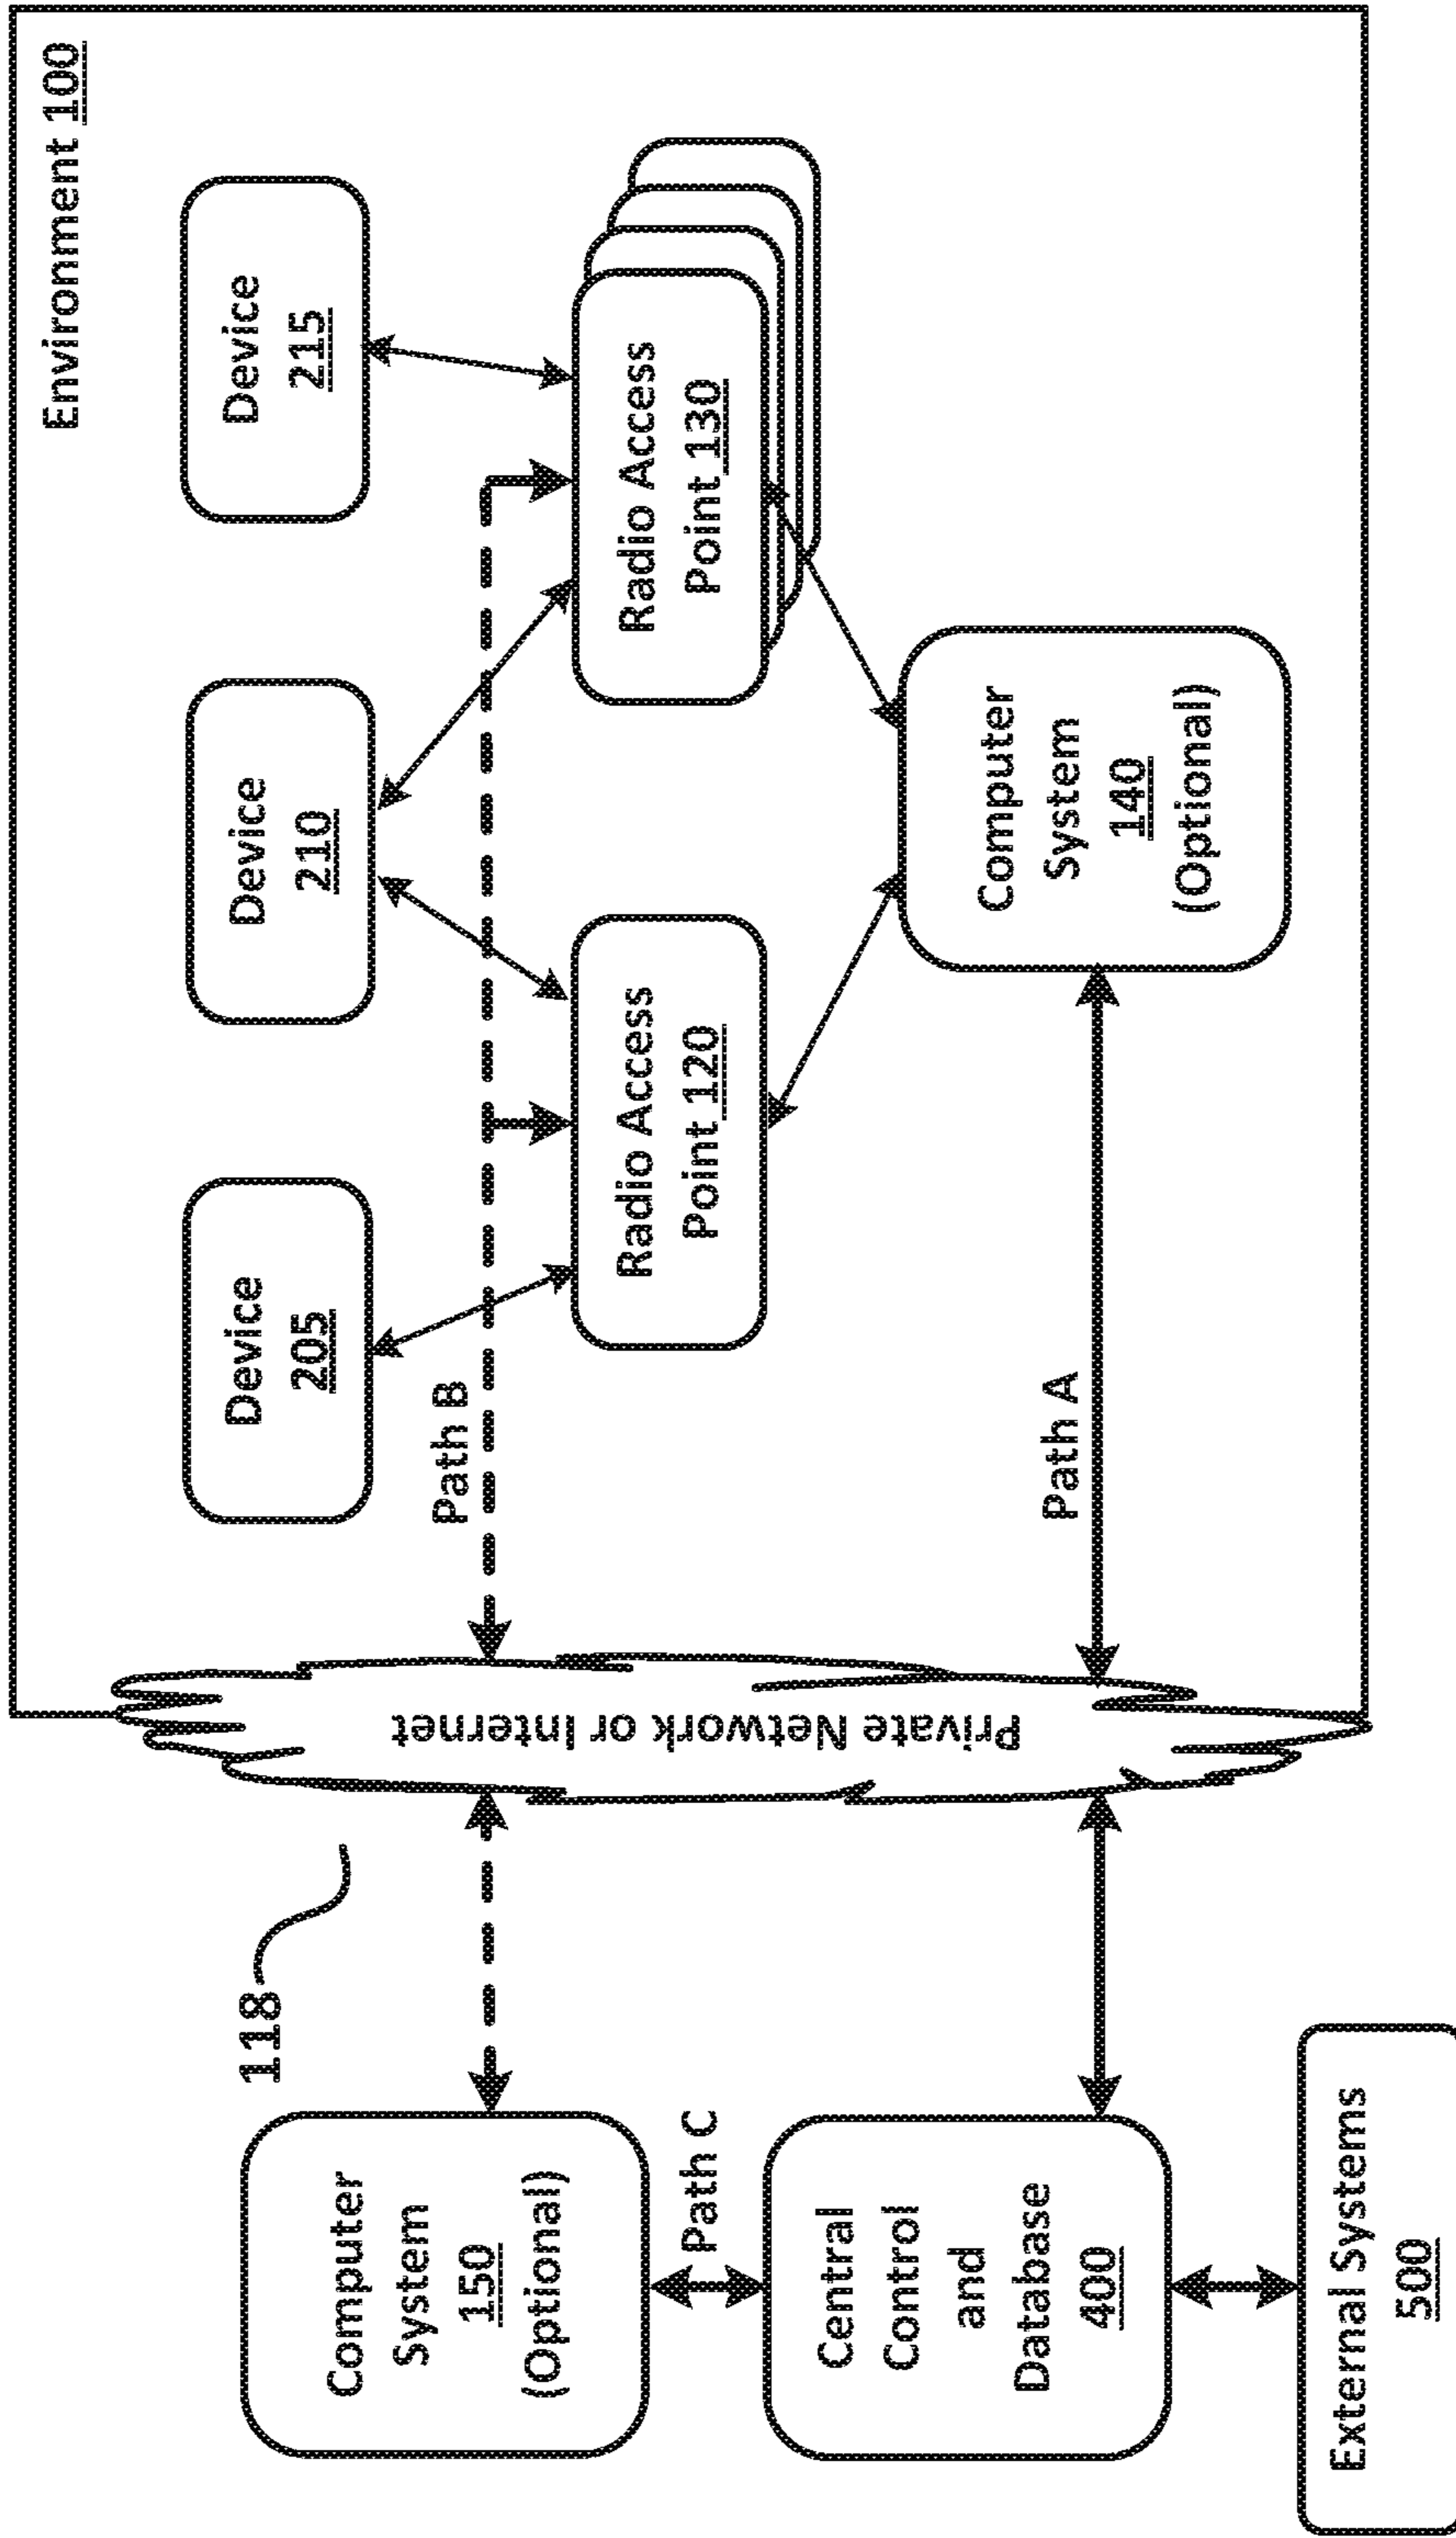 Environment 100
Device
205
Device
210
Device
215
Path B
Radio Access
Point 120
Radio Access
Point 130
Path A
Computer
System
140
(Optional)
Private Network or Internet
118
Computer
System
150
(Optional)
Path C
Central
Control
and
Database
400
External Systems
500